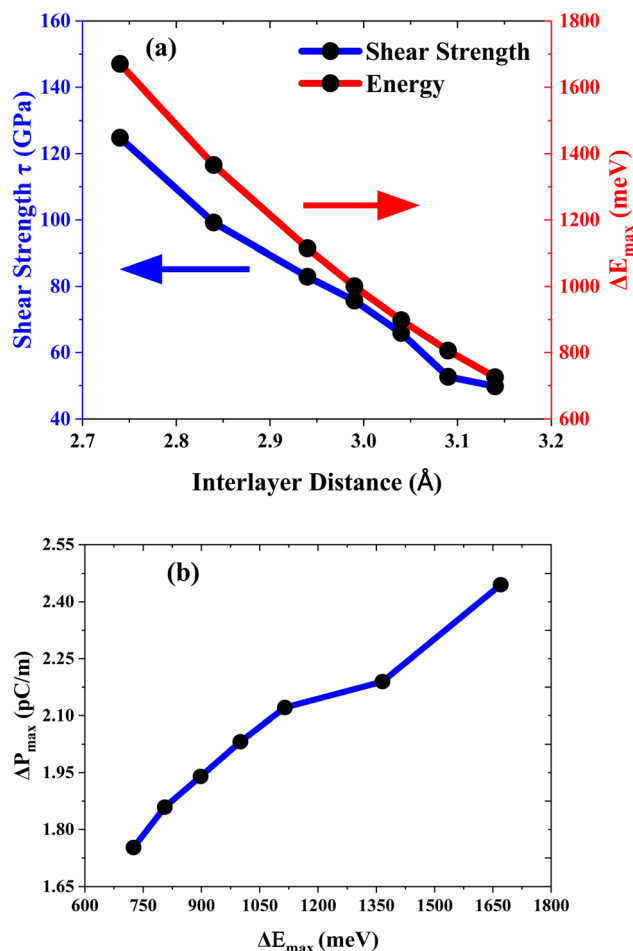 (a)
Shear Strength
Energy
Shear Strength τ (GPa)
160
140
120
100
80
60
40
1800
1600
1400
1200
1000
800
600
ΔEmax (meV)
2.7 2.8 2.9 3.0 3.1 3.2
Interlayer Distance (Å)
(b)
ΔPmax (pC/m)
2.55
2.40
2.25
2.10
1.95
1.80
1.65
600 750 900 1050 1200 1350 1500 1650 1800
ΔEmax (meV)